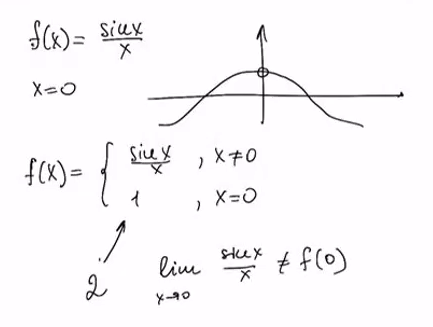 f(x) = sin x / x
x=0
f(x) = { sin x / x , x≠0
1 , x=0
2
lim x→0 sin x / x ≠ f(0)